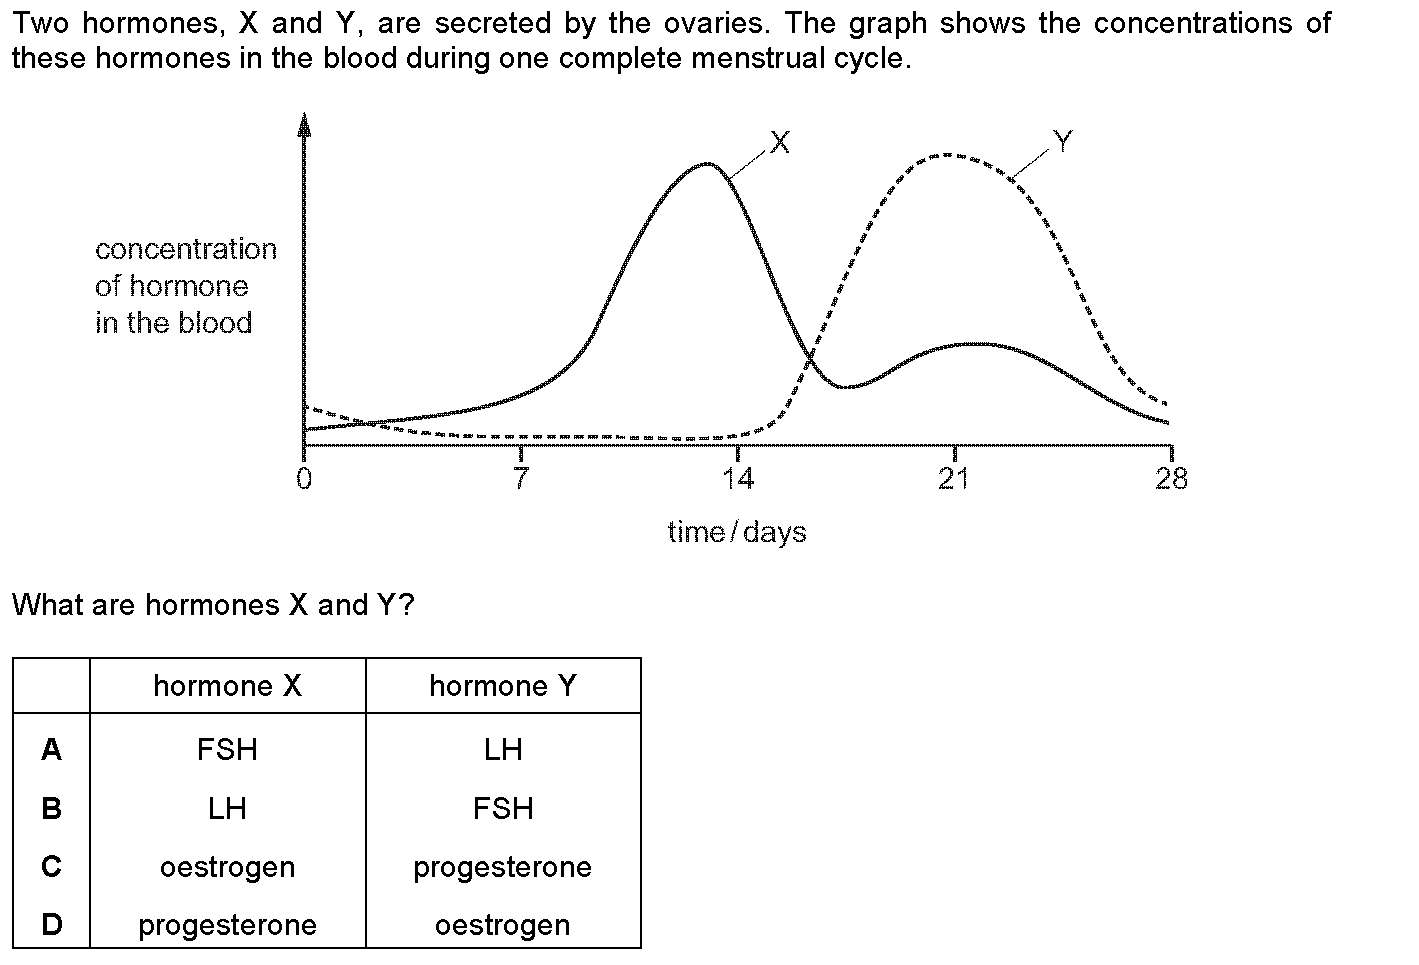 Two hormones, X and Y, are secreted by the ovaries. The graph shows the concentrations of
these hormones in the blood during one complete menstrual cycle.
X
Y
concentration
of hormone
in the blood
0 7 14 21 28
time / days
What are hormones X and Y?
hormone X hormone Y
A FSH LH
B LH FSH
C oestrogen progesterone
D progesterone oestrogen